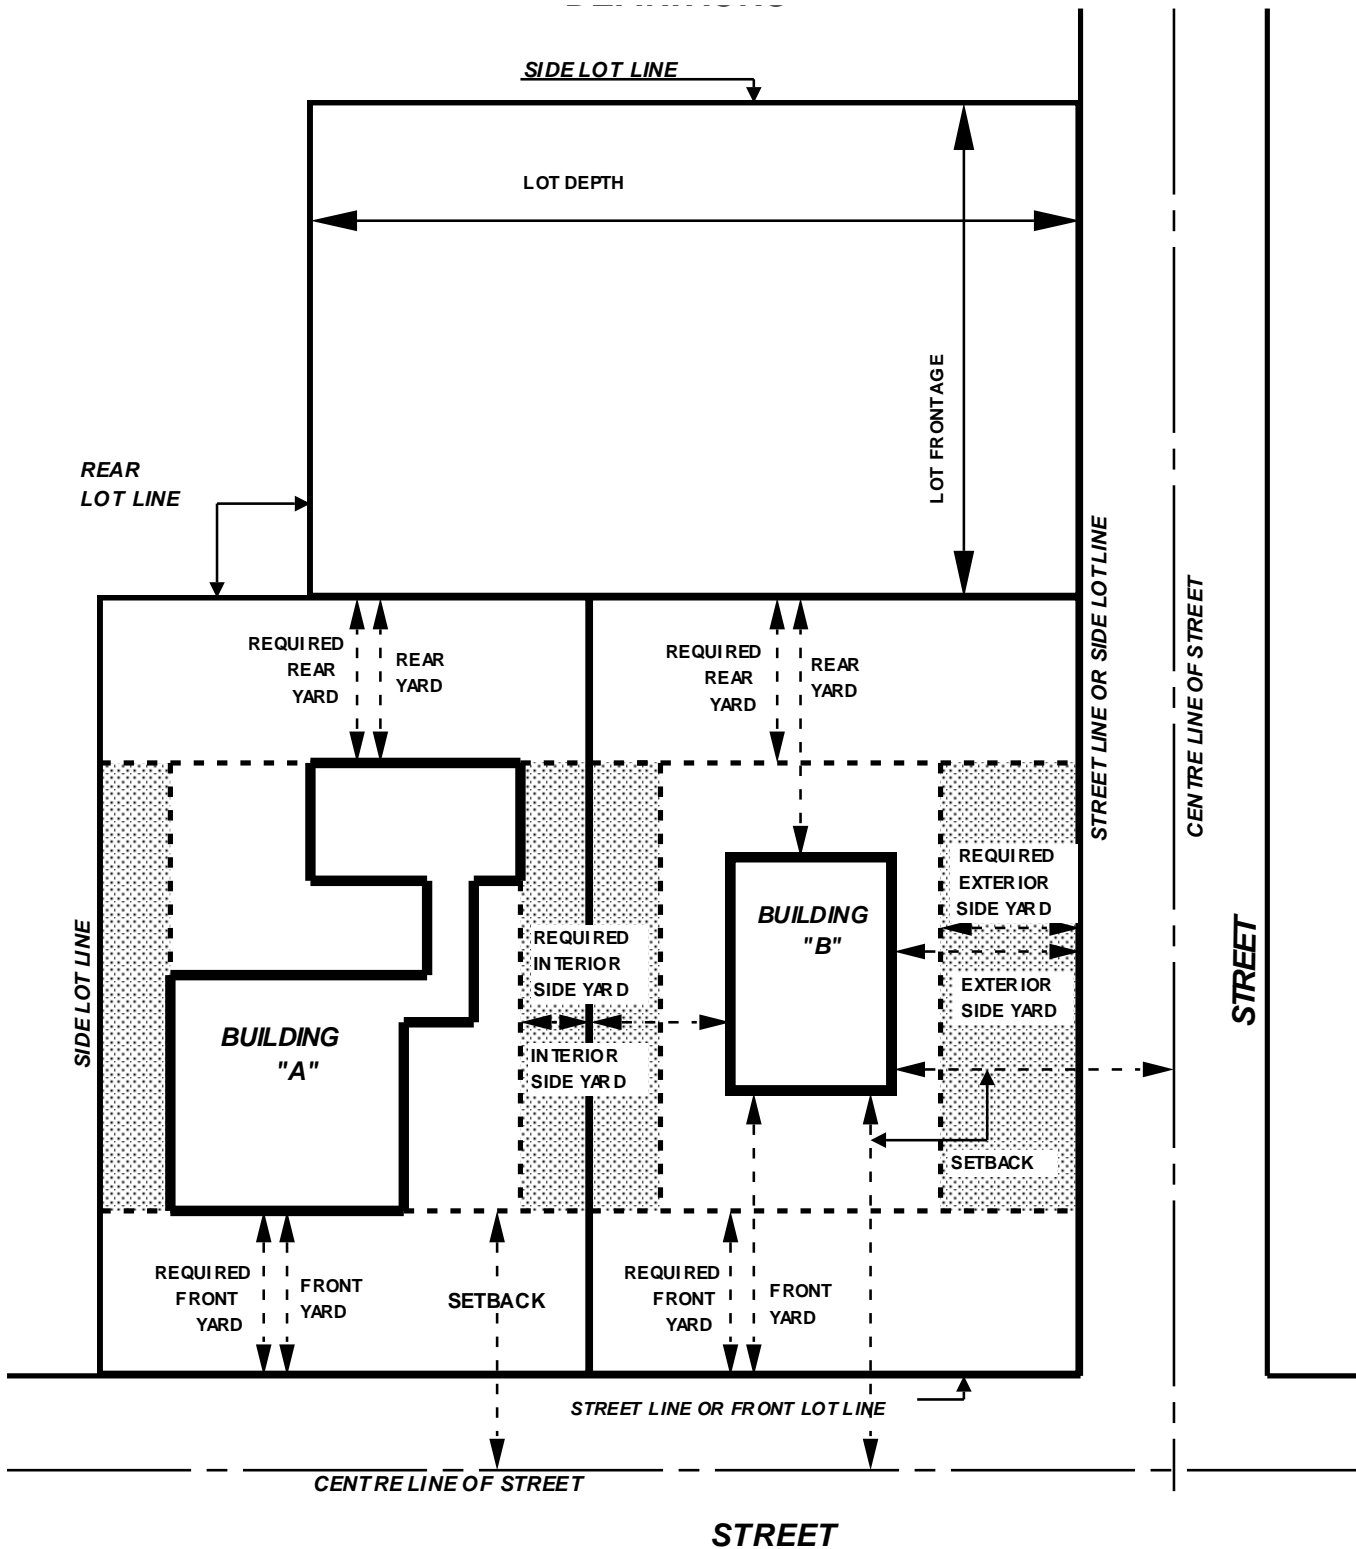 SIDE LOT LINE
LOT DEPTH
LOT FRONTAGE
REAR
LOT LINE
STREET LINE OR SIDE LOT LINE
CENTRE LINE OF STREET
REQUIRED
REAR
YARD
REAR
YARD
REQUIRED
REAR
YARD
REAR
YARD
REQUIRED
EXTERIOR
SIDE YARD
BUILDING
"B"
STREET
SIDE LOT LINE
REQUIRED
INTERIOR
SIDE YARD
EXTERIOR
SIDE YARD
BUILDING
"A"
INTERIOR
SIDE YARD
SETBACK
REQUIRED
FRONT
YARD
FRONT
YARD
SETBACK
REQUIRED
FRONT
YARD
FRONT
YARD
STREET LINE OR FRONT LOT LINE
CENTRE LINE OF STREET
STREET